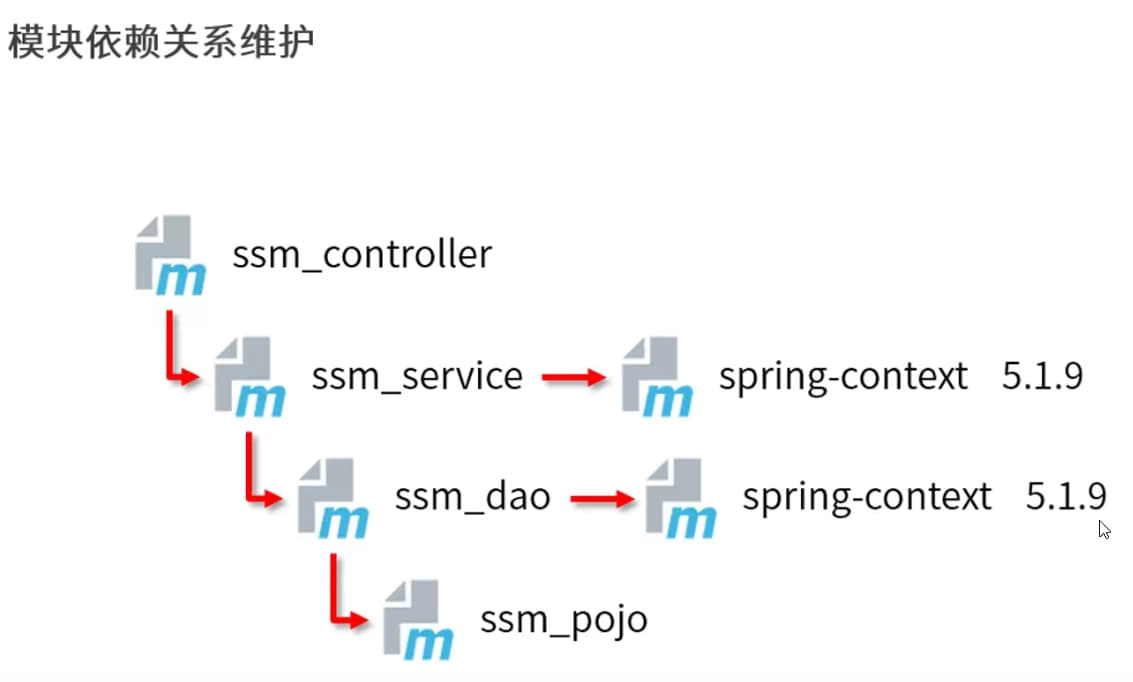 模块依赖关系维护
m ssm_controller
m ssm_service m spring-context 5.1.9
m ssm_dao m spring-context 5.1.9
m ssm_pojo